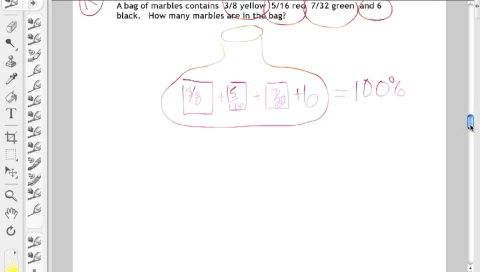 A bag of marbles contains 3/8 yellow 5/16 red, 7/32 green and 6
black. How many marbles are in the bag?
3/8 + 5/16 + 7/32 + 6 = 100%
T